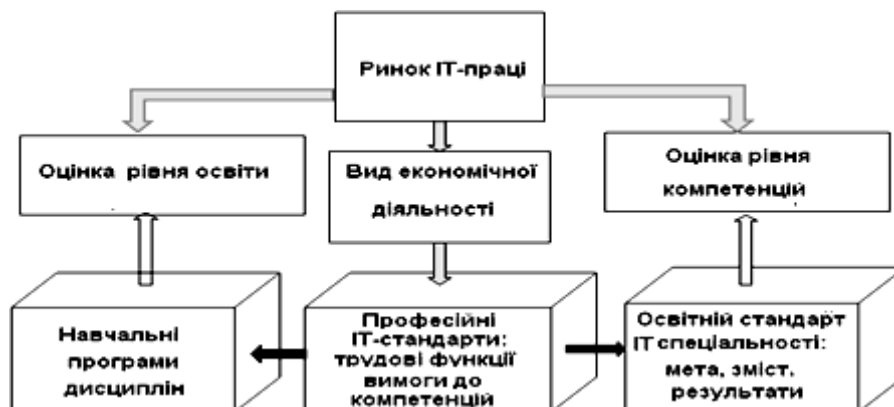 Ринок ІТ-праці
Оцінка рівня освіти
Вид економічної
діяльності
Оцінка рівня
компетенцій
Навчальні
програми
дисциплін
Професійні
ІТ-стандарти:
трудові функції
вимоги до
компетенцій
Освітній стандарт
ІТ спеціальності:
мета, зміст,
результати